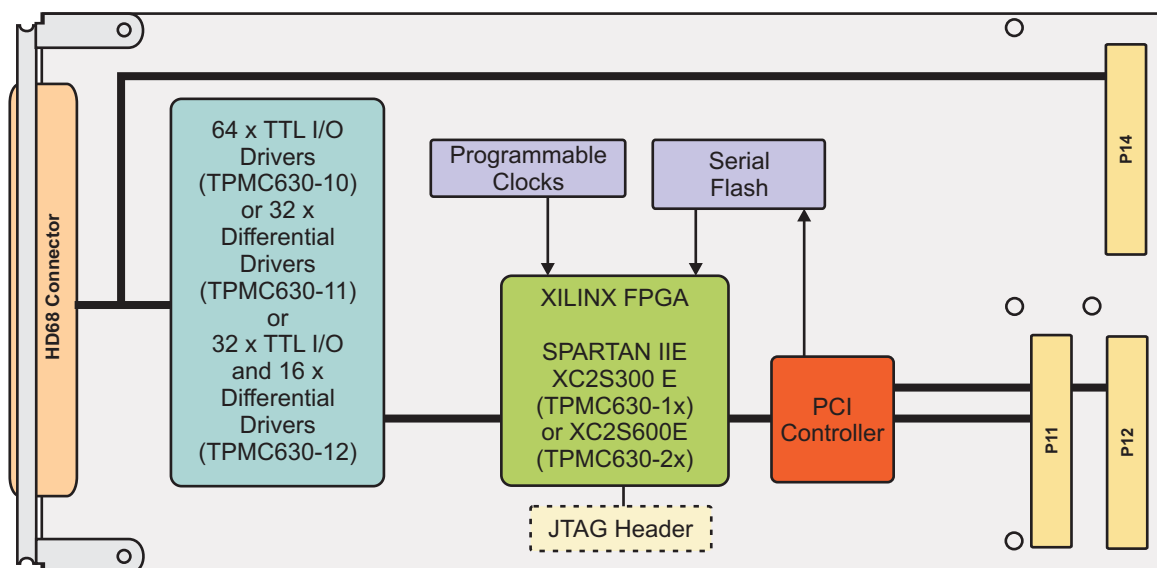 HD68 Connector
64 x TTL I/O
Drivers
(TPMC630-10)
or 32 x
Differential
Drivers
(TPMC630-11)
or
32 x TTL I/O
and 16 x
Differential
Drivers
(TPMC630-12)
Programmable
Clocks
Serial
Flash
XILINX FPGA
SPARTAN IIE
XC2S300 E
(TPMC630-1x)
or XC2S600E
(TPMC630-2x)
JTAG Header
PCI
Controller
P14
P11
P12